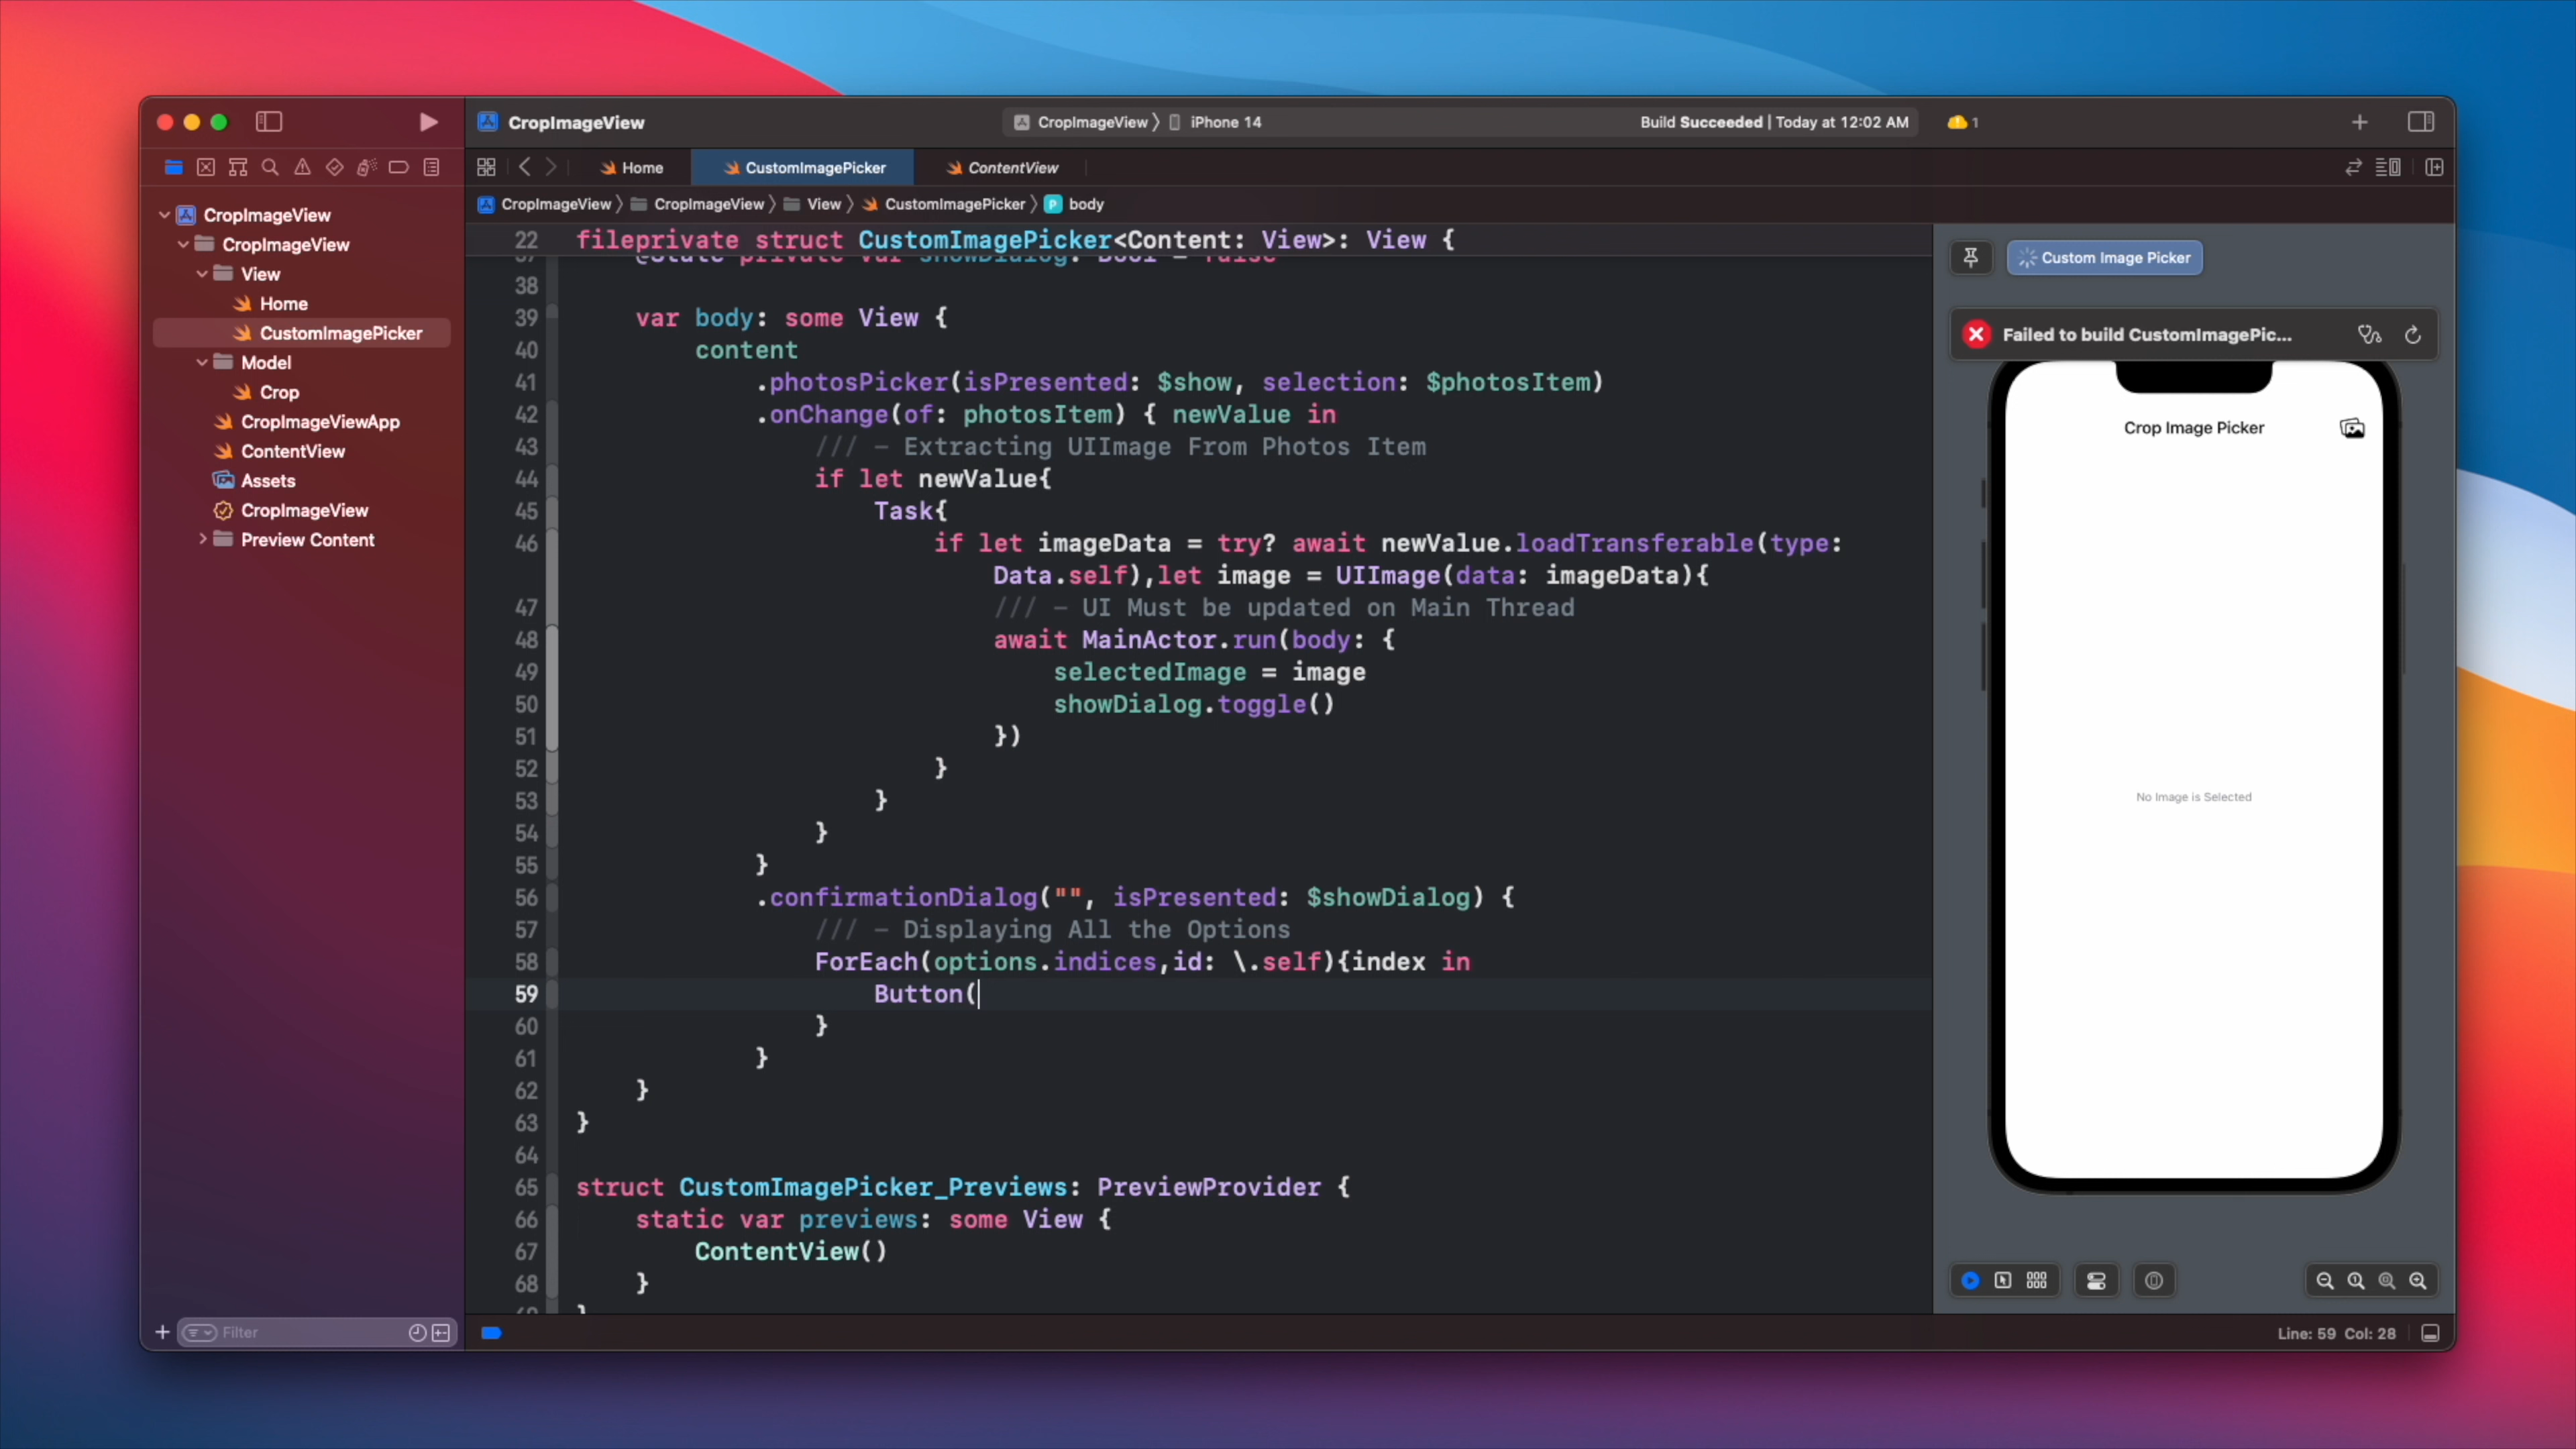 CropImageView
CropImageView 〉 iPhone 14
Build Succeeded | Today at 12:02 AM
1
Home
CustomImagePicker
ContentView
CropImageView 〉 CropImageView 〉 View 〉 CustomImagePicker 〉 P body
CropImageView
CropImageView
View
Home
CustomImagePicker
Model
Crop
CropImageViewApp
ContentView
Assets
CropImageView
Preview Content
Filter
22 fileprivate struct CustomImagePicker<Content: View>: View {
37 @State private var showDialog: Bool = false
38
39 var body: some View {
40 content
41 .photosPicker(isPresented: $show, selection: $photosItem)
42 .onChange(of: photosItem) { newValue in
43 /// - Extracting UIImage From Photos Item
44 if let newValue{
45 Task{
46 if let imageData = try? await newValue.loadTransferable(type:
Data.self),let image = UIImage(data: imageData){
47 /// - UI Must be updated on Main Thread
48 await MainActor.run(body: {
49 selectedImage = image
50 showDialog.toggle()
51 })
52 }
53 }
54 }
55 }
56 .confirmationDialog("", isPresented: $showDialog) {
57 /// - Displaying All the Options
58 ForEach(options.indices,id: \.self){index in
59 Button(
60 }
61 }
62 }
63 }
64
65 struct CustomImagePicker_Previews: PreviewProvider {
66 static var previews: some View {
67 ContentView()
68 }
69 }
Custom Image Picker
Failed to build CustomImagePic...
Crop Image Picker
No Image is Selected
Line: 59 Col: 28